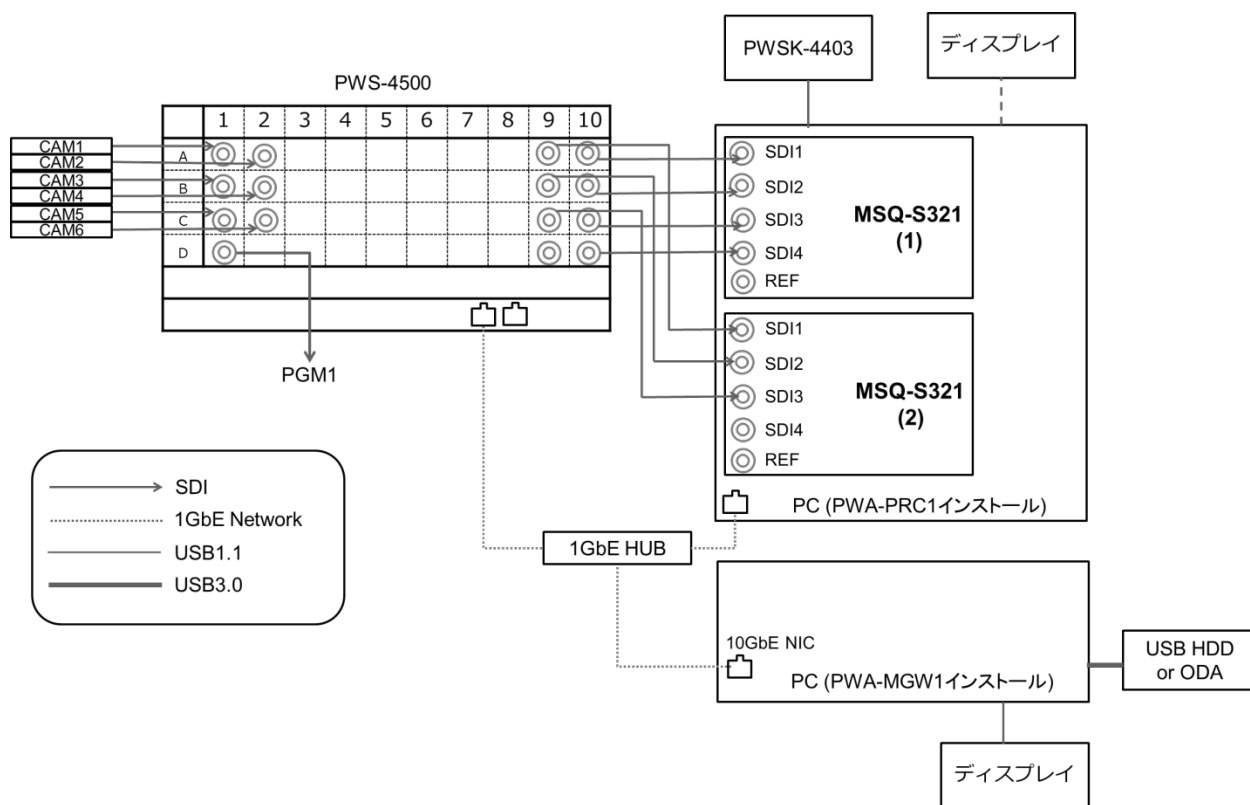 PWS-4500
1 2 3 4 5 6 7 8 9 10
A
B
C
D
CAM1
CAM2
CAM3
CAM4
CAM5
CAM6
PGM1
PWSK-4403
ディスプレイ
SDI1
SDI2
SDI3
SDI4
REF
MSQ-S321
(1)
SDI1
SDI2
SDI3
SDI4
REF
MSQ-S321
(2)
PC (PWA-PRC1インストール)
SDI
1GbE Network
USB1.1
USB3.0
1GbE HUB
10GbE NIC
PC (PWA-MGW1インストール)
USB HDD
or ODA
ディスプレイ